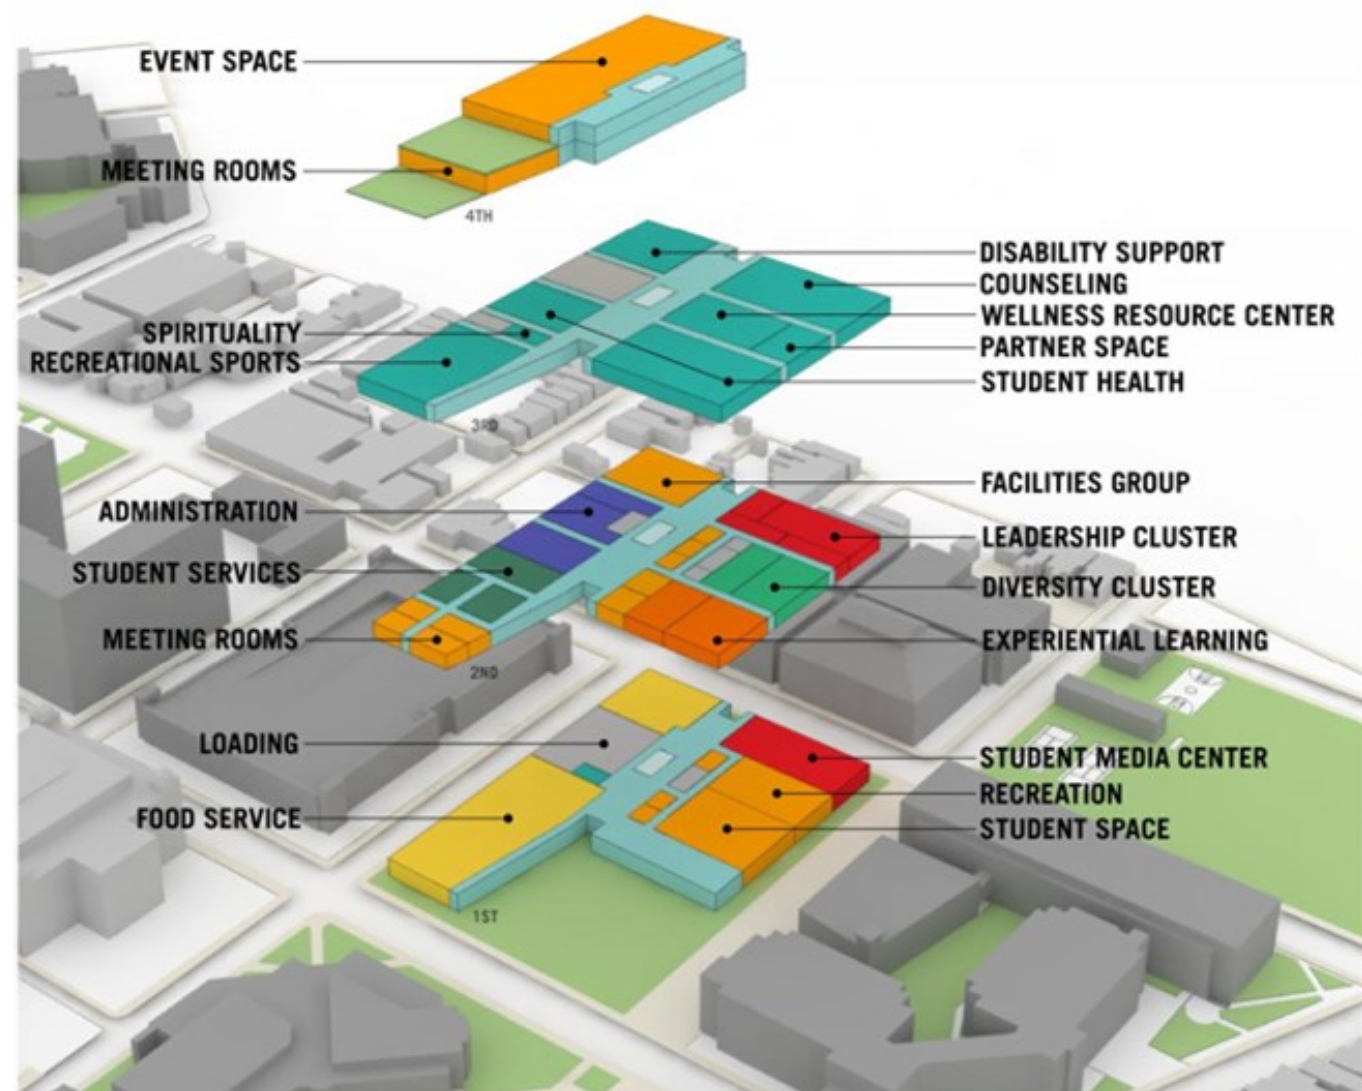 EVENT SPACE
MEETING ROOMS
4TH
DISABILITY SUPPORT
COUNSELING
WELLNESS RESOURCE CENTER
PARTNER SPACE
STUDENT HEALTH
SPIRITUALITY
RECREATIONAL SPORTS
3RD
FACILITIES GROUP
LEADERSHIP CLUSTER
DIVERSITY CLUSTER
EXPERIENTIAL LEARNING
ADMINISTRATION
STUDENT SERVICES
MEETING ROOMS
2ND
LOADING
FOOD SERVICE
STUDENT MEDIA CENTER
RECREATION
STUDENT SPACE
1ST